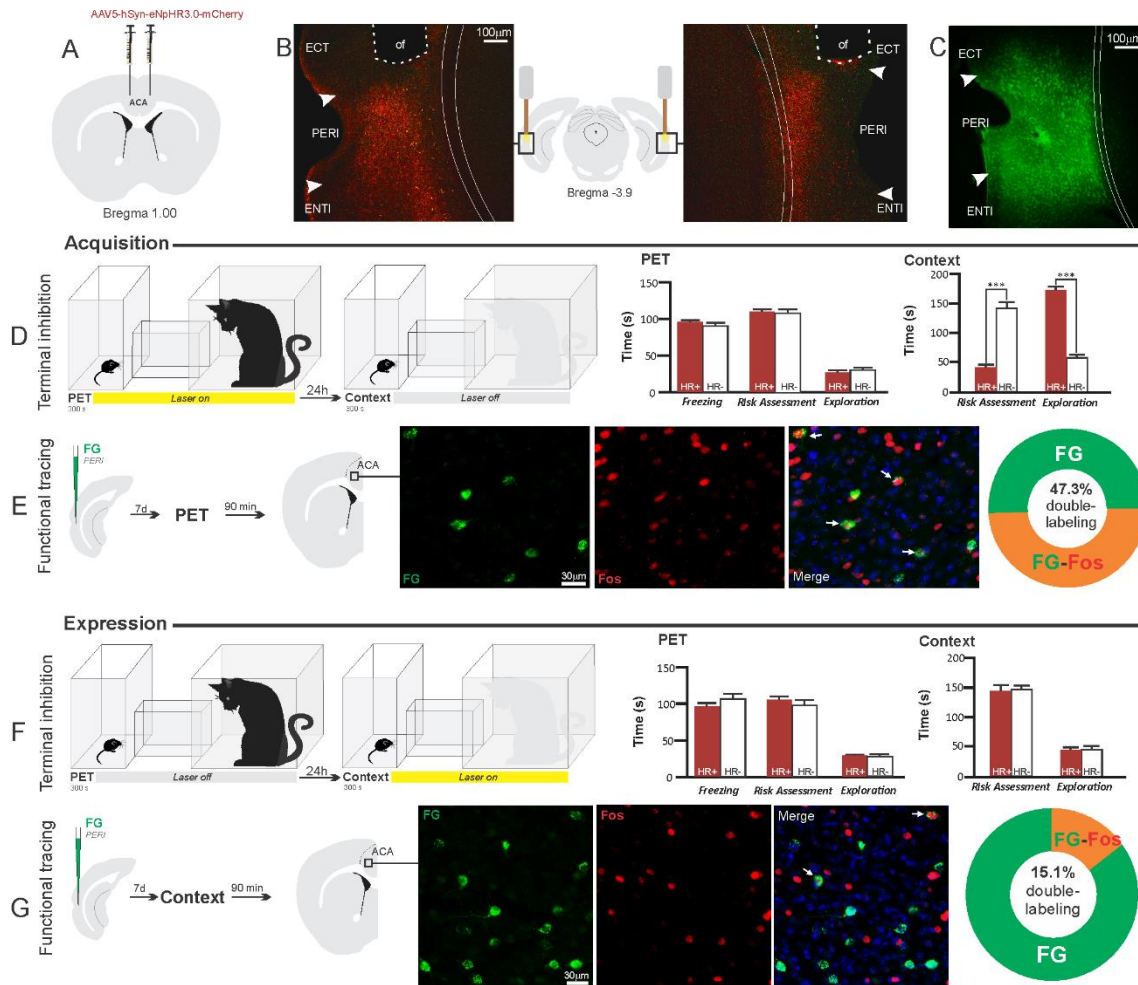 AAV5-hSyn-eNpHR3.0-mCherry
A
ACA
Bregma 1.00
B
ECT
of
100μm
PERI
ENTI
Bregma -3.9
of
ECT
PERI
ENTI
C
ECT
100μm
PERI
ENTI
Acquisition
D
Terminal inhibition
PET
Laser on
300 s
24h
Context
Laser off
300 s
PET
Time (s)
150
100
50
0
HR+ HR- HR+ HR- HR+ HR-
Freezing Risk Assessment Exploration
Context
Time (s)
200
150
100
50
0
*** ***
HR+ HR- HR+ HR-
Risk Assessment Exploration
E
Functional tracing
FG
PERI
7d
PET
90 min
ACA
FG
30μm
Fos
Merge
FG
47.3%
double-
labeling
FG-Fos
Expression
F
Terminal inhibition
PET
Laser off
300 s
24h
Context
Laser on
300 s
PET
Time (s)
150
100
50
0
HR+ HR- HR+ HR- HR+ HR-
Freezing Risk Assessment Exploration
Context
Time (s)
200
150
100
50
0
HR+ HR- HR+ HR-
Risk Assessment Exploration
G
Functional tracing
FG
PERI
7d
Context
90 min
ACA
FG
30μm
Fos
Merge
FG-Fos
15.1%
double-
labeling
FG